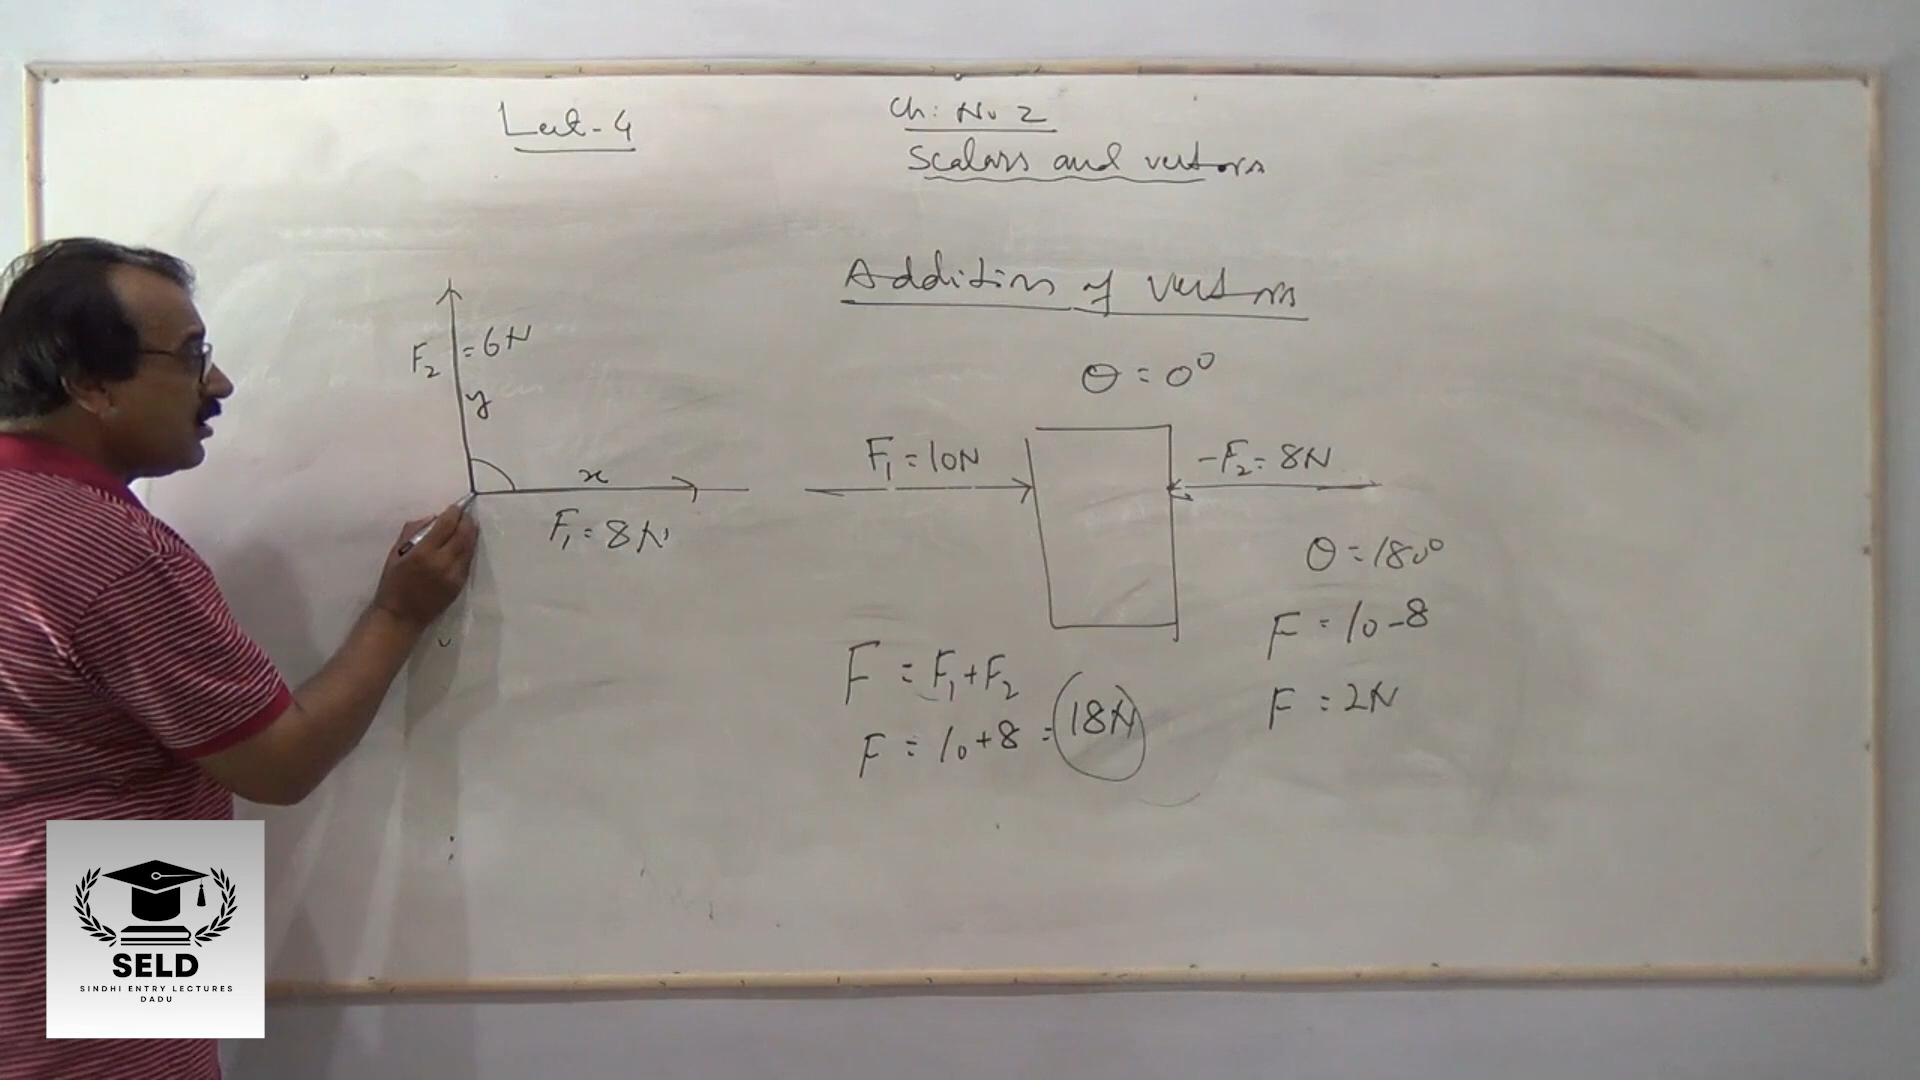 Lect-4
Ch: No 2
Scalars and vectors
Addition of vectors
θ = 0°
F₂ = 6N
y
x
F₁ = 8N
F₁ = 10N
-F₂ = 8N
θ = 180°
F = 10-8
F = 2N
F = F₁+F₂
F = 10+8 = 18N
SELD
SINDHI ENTRY LECTURES
DADU